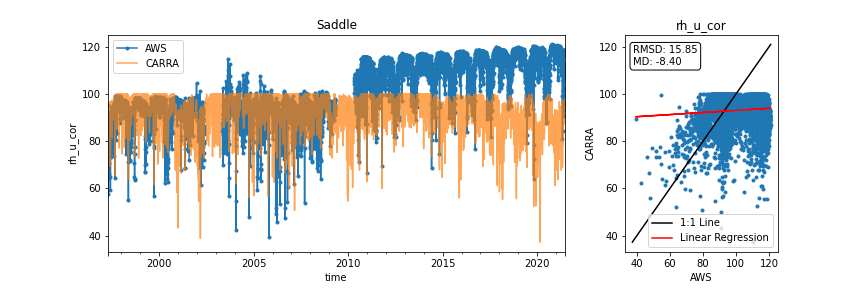 Saddle
AWS
CARRA
120
100
80
60
40
rh_u_cor
2000
2005
2010
2015
2020
time
rh_u_cor
RMSD: 15.85
MD: -8.40
120
100
80
60
40
CARRA
1:1 Line
Linear Regression
40
60
80
100
120
AWS